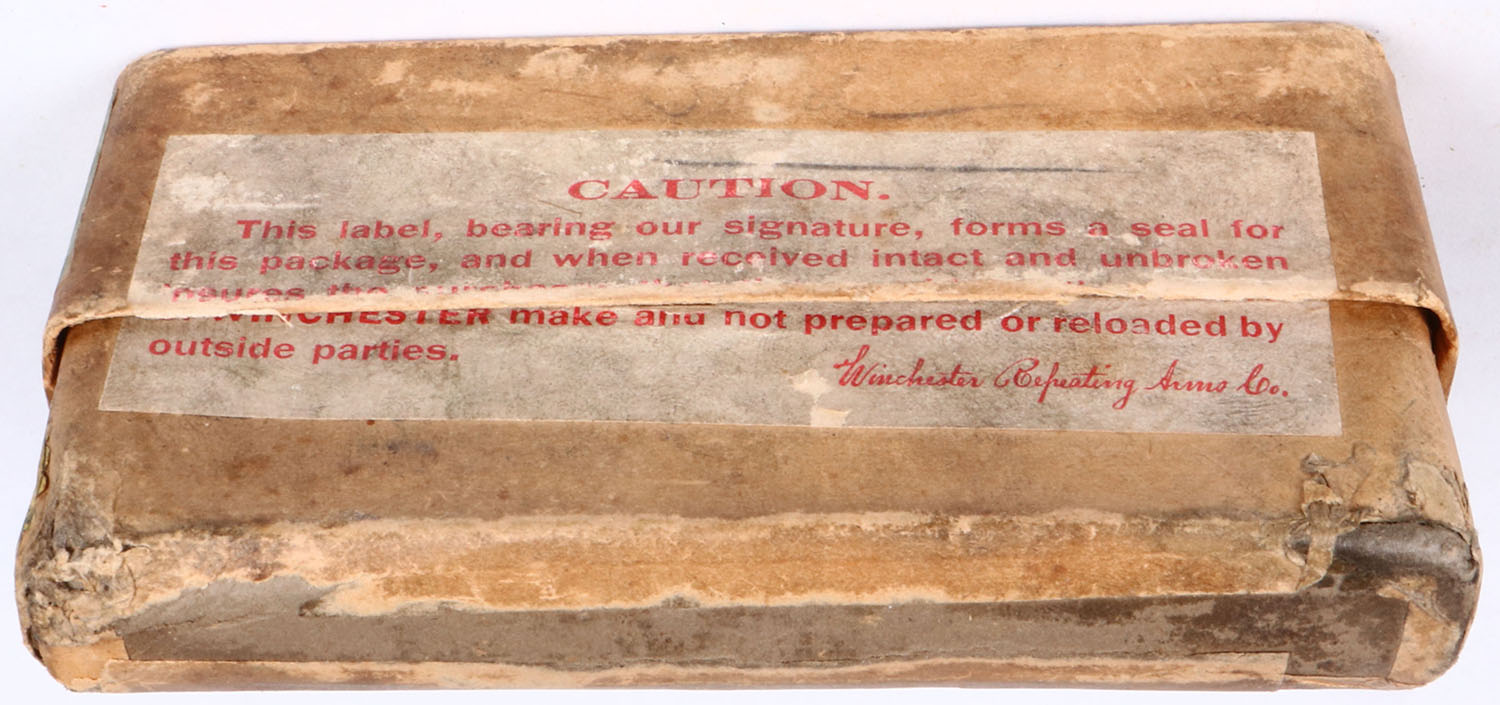 CAUTION.
This label, bearing our signature, forms a seal for
this package, and when received intact and unbroken
the
WINCHESTER make and not prepared or reloaded by
outside parties.
Winchester Repeating Arms Co.